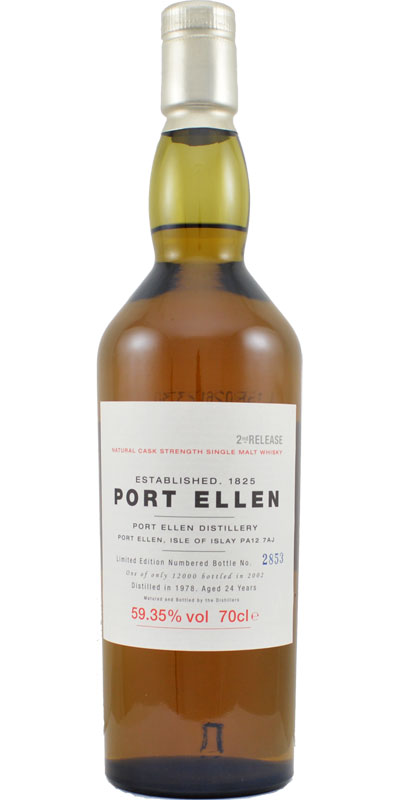 2nd RELEASE
NATURAL CASK STRENGTH SINGLE MALT WHISKY
ESTABLISHED. 1825
PORT ELLEN
PORT ELLEN DISTILLERY
PORT ELLEN, ISLE OF ISLAY PA12 7AJ
Limited Edition Numbered Bottle No. 2853
One of only 12000 bottled in 2002
Distilled in 1978. Aged 24 Years
Matured and Bottled by the Distillers
59.35% vol 70cl e